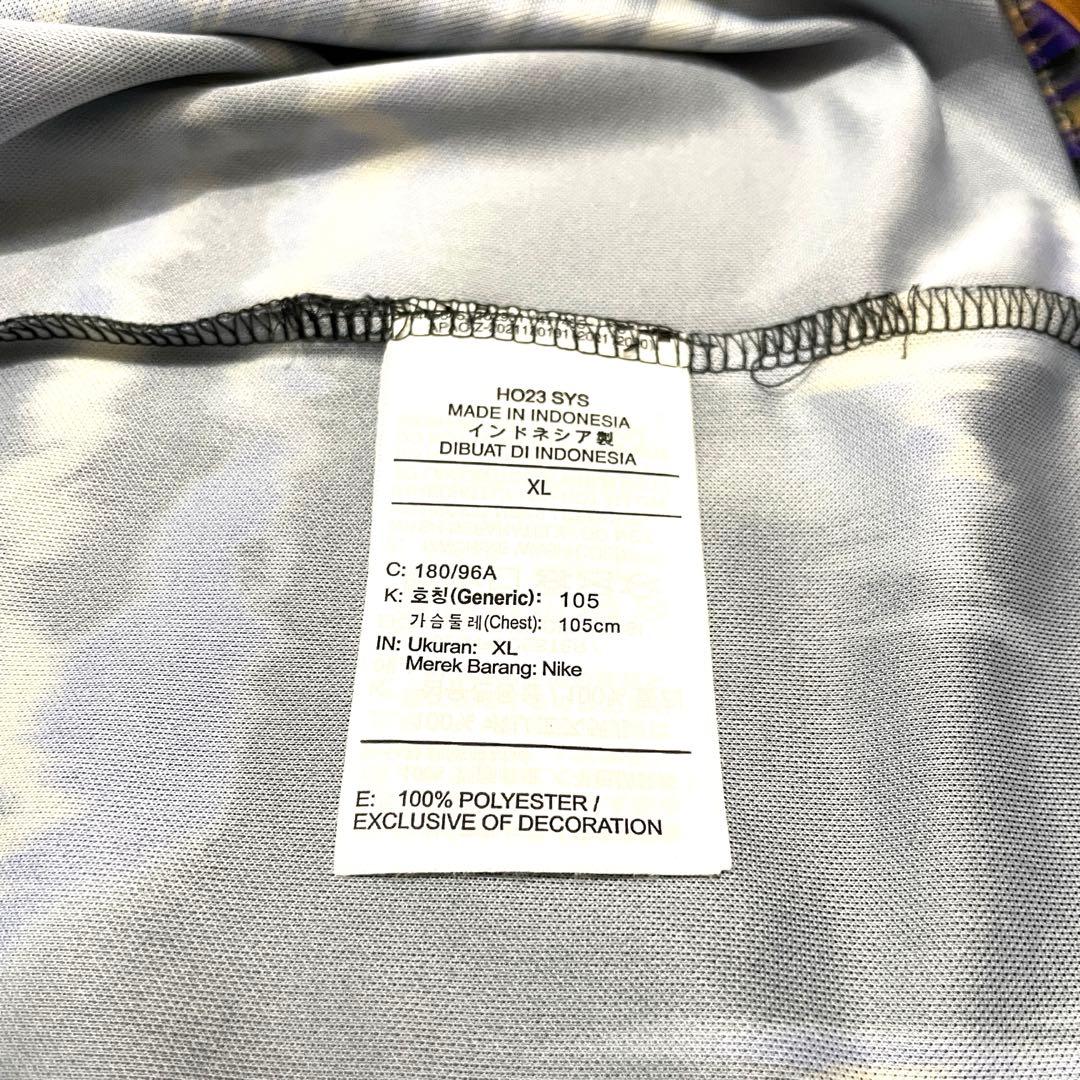 HO23 SYS
MADE IN INDONESIA
インドネシア製
DIBUAT DI INDONESIA
XL
C: 180/96A
K: 호칭(Generic): 105
가슴둘레(Chest): 105cm
IN: Ukuran: XL
Merek Barang: Nike
E: 100% POLYESTER /
EXCLUSIVE OF DECORATION